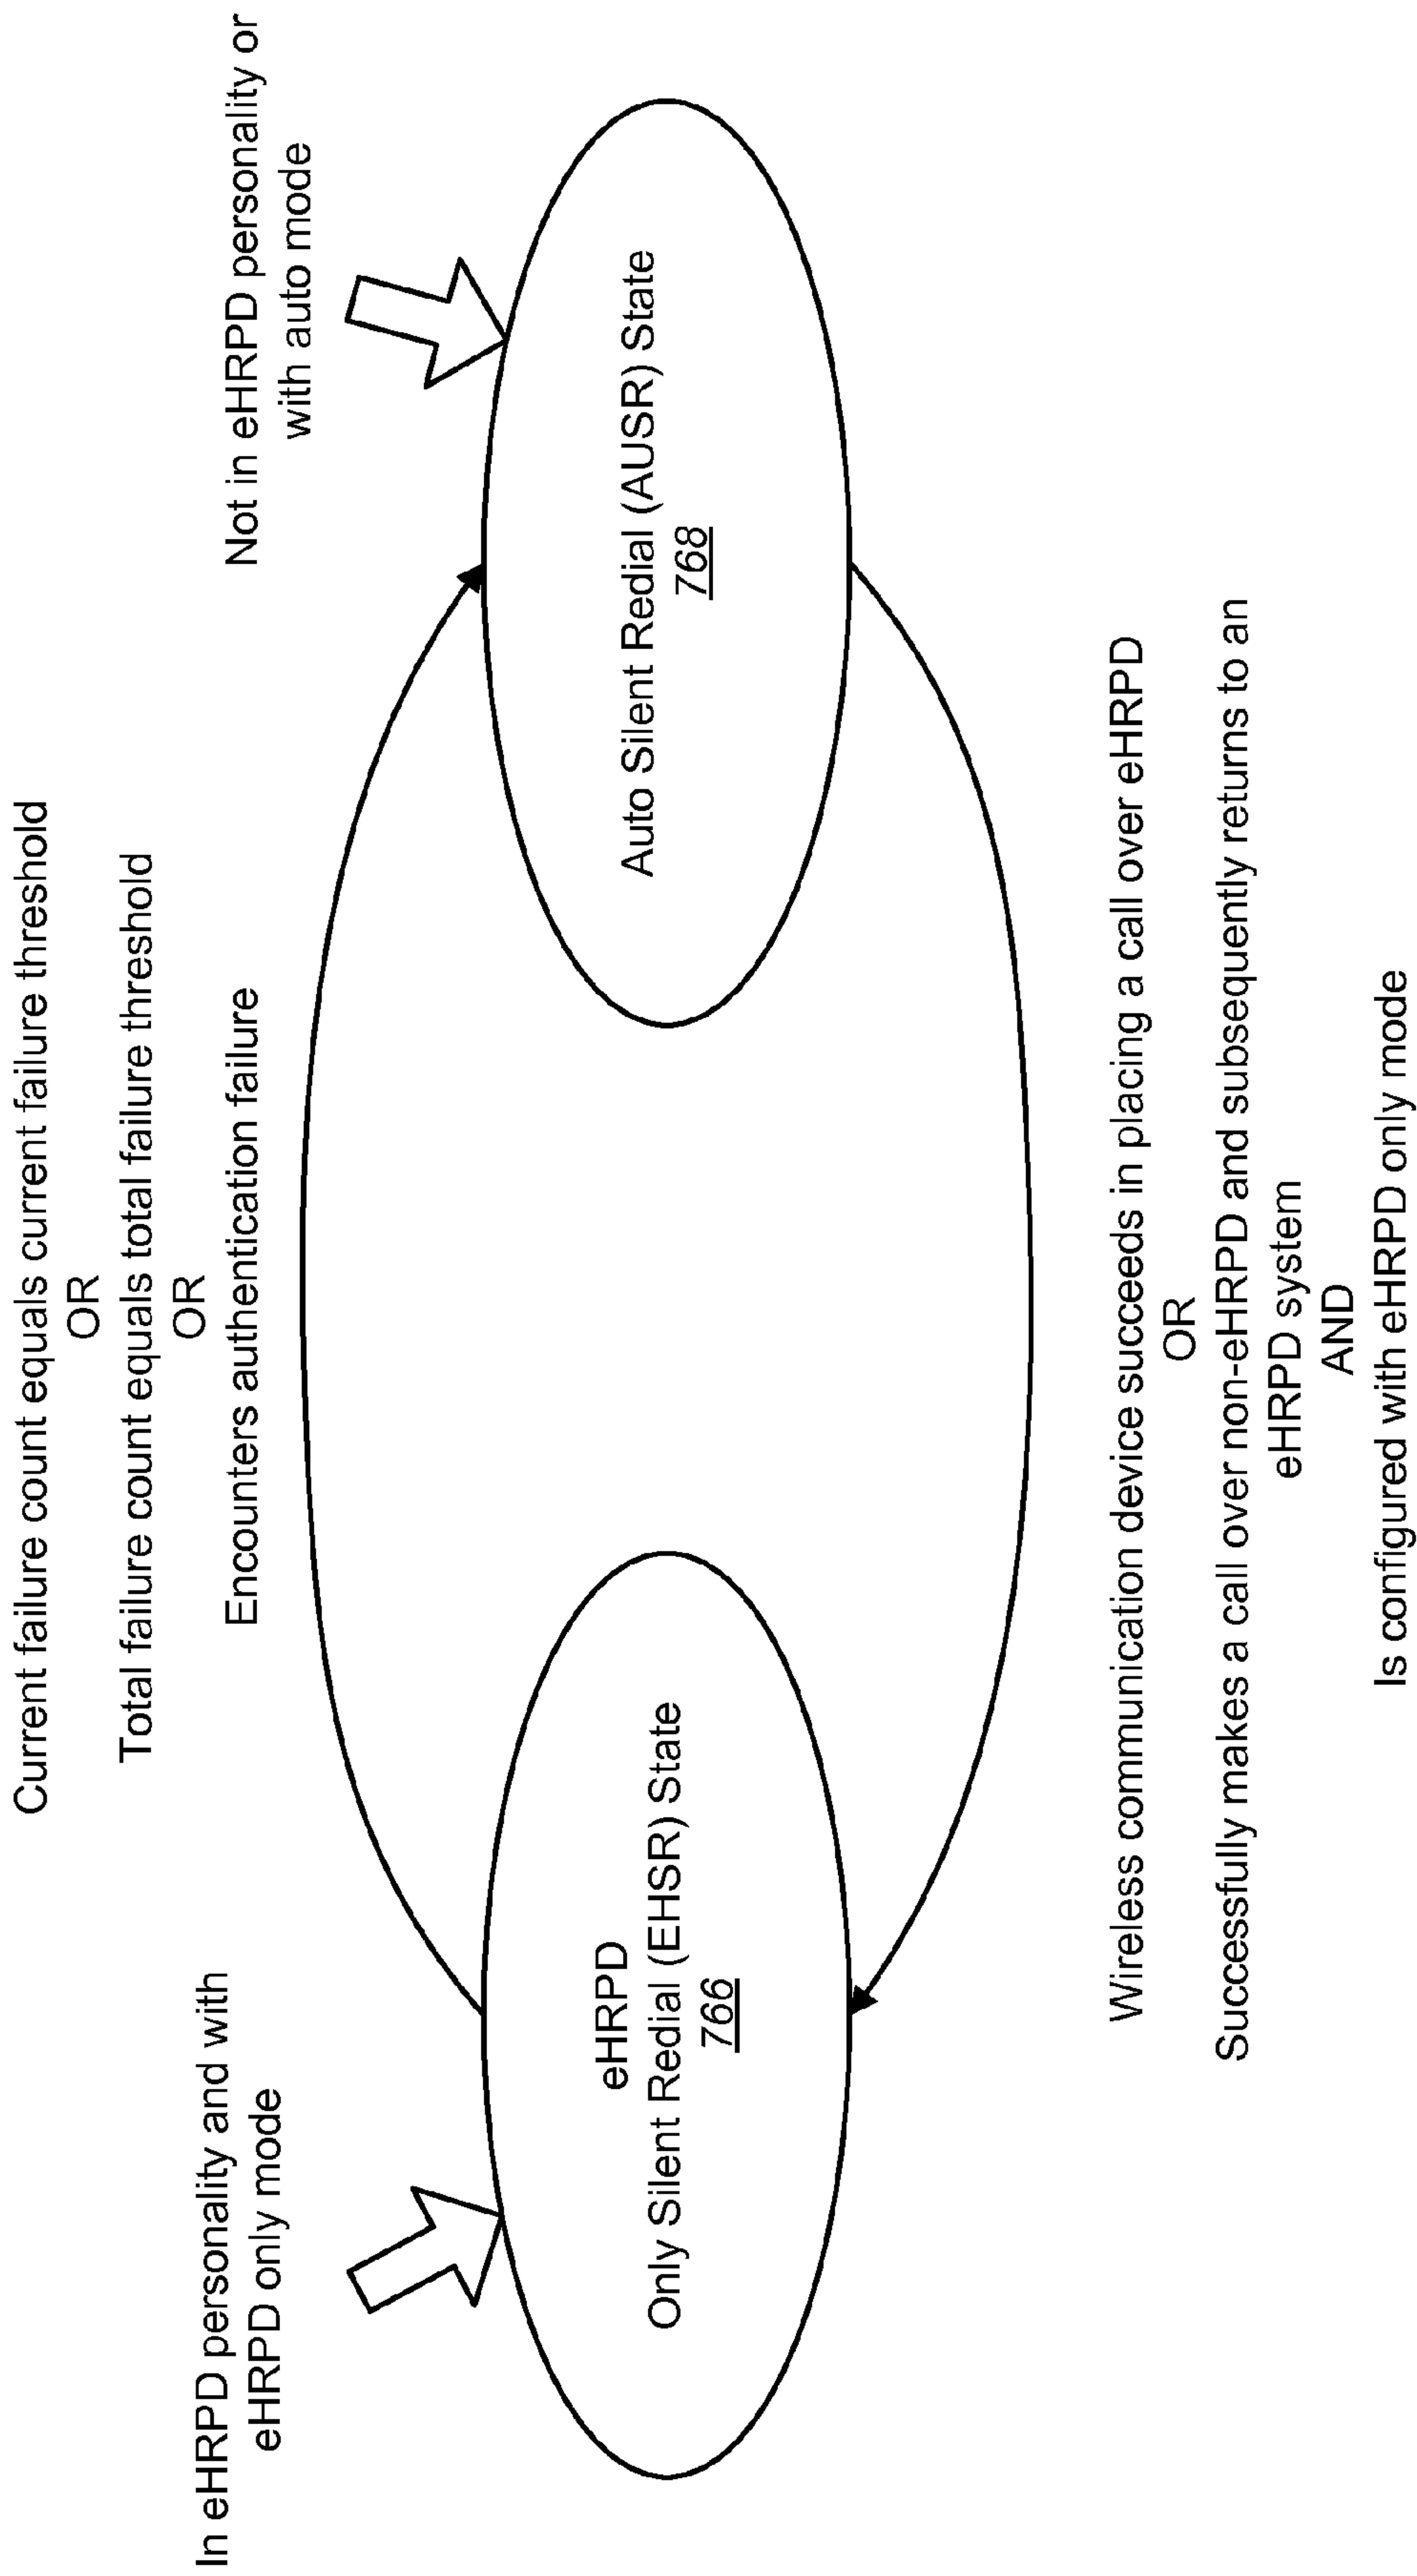 Current failure count equals current failure threshold
OR
Total failure count equals total failure threshold
OR
Encounters authentication failure
In eHRPD personality and with
eHRPD only mode
Not in eHRPD personality or
with auto mode
eHRPD
Only Silent Redial (EHSR) State
766
Auto Silent Redial (AUSR) State
768
Wireless communication device succeeds in placing a call over eHRPD
OR
Successfully makes a call over non-eHRPD and subsequently returns to an
eHRPD system
AND
Is configured with eHRPD only mode